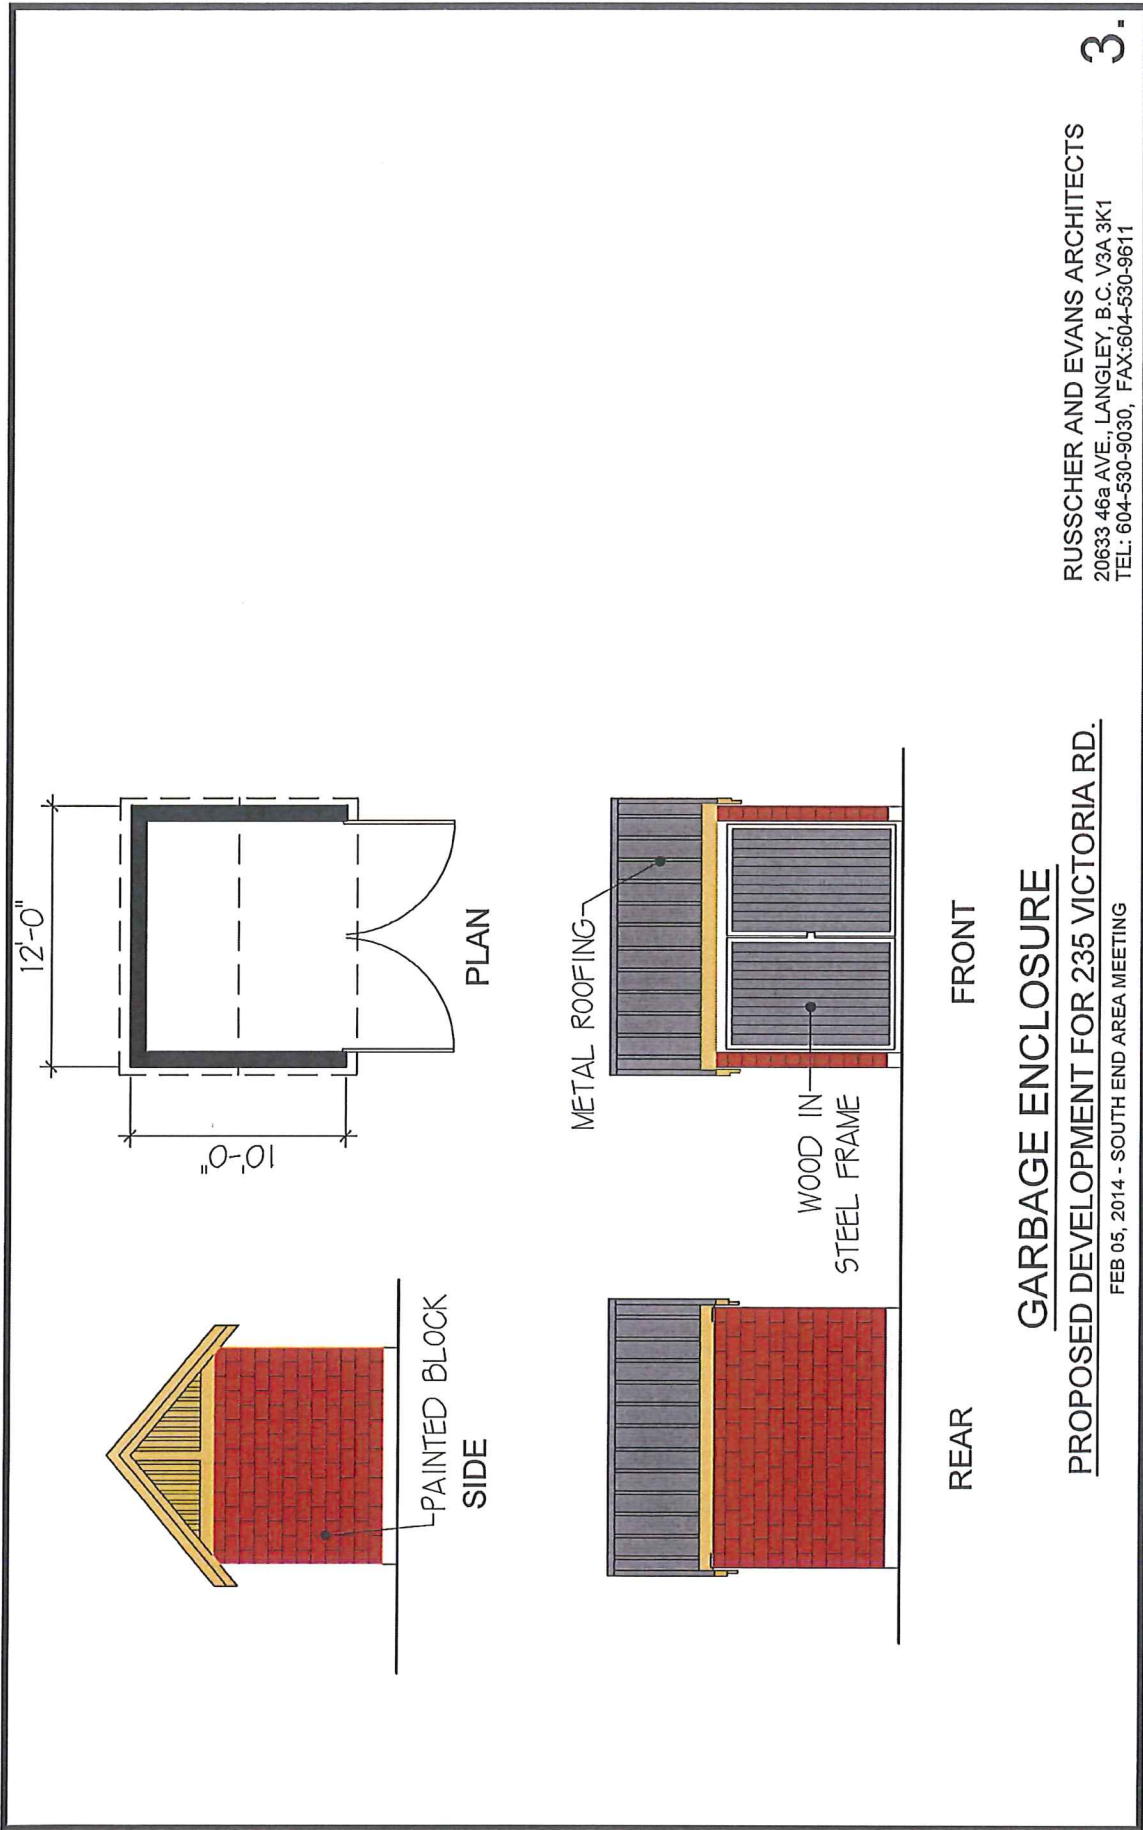 12'-0"
10'-0"
PLAN
PAINTED BLOCK
SIDE
METAL ROOFING
WOOD IN
STEEL FRAME
REAR
FRONT
GARBAGE ENCLOSURE
PROPOSED DEVELOPMENT FOR 235 VICTORIA RD.
FEB 05, 2014 - SOUTH END AREA MEETING
RUSSCHER AND EVANS ARCHITECTS
20633 46a AVE., LANGLEY, B.C. V3A 3K1
TEL: 604-530-9030, FAX:604-530-9611
3.